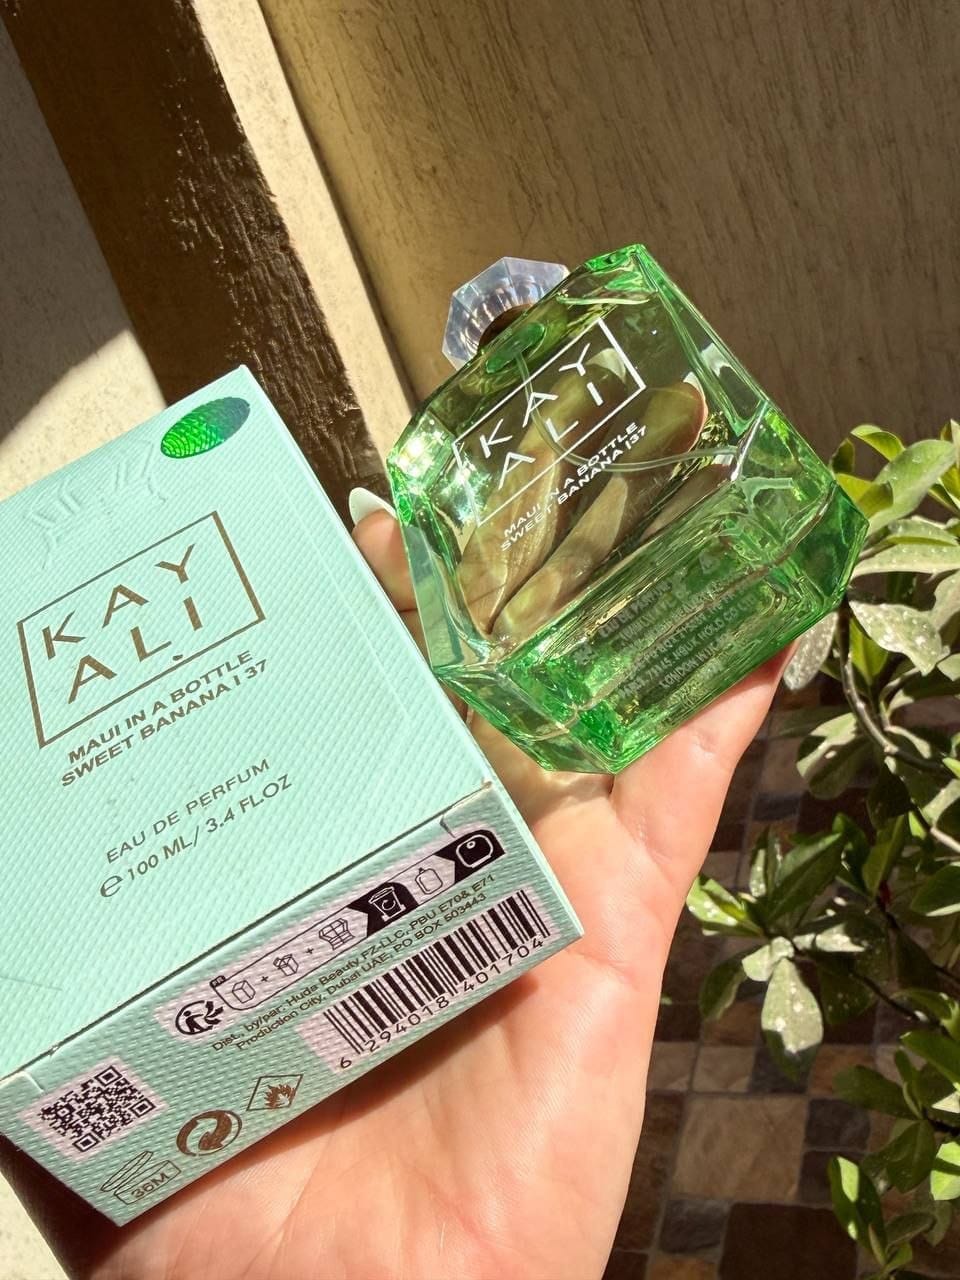 KAY
ALI
MAUI IN A BOTTLE
SWEET BANANA | 37
EAU DE PERFUM
℮ 100 ML/ 3.4 FLOZ
FR
Dist, by/par, Huda Beauty FZ-LLC, PBU E70& E71
Production City, Dubai UAE, PO BOX 503443
6 294018 401704
36M
KAY
ALI
MAUI IN A BOTTLE
SWEET BANANA | 37